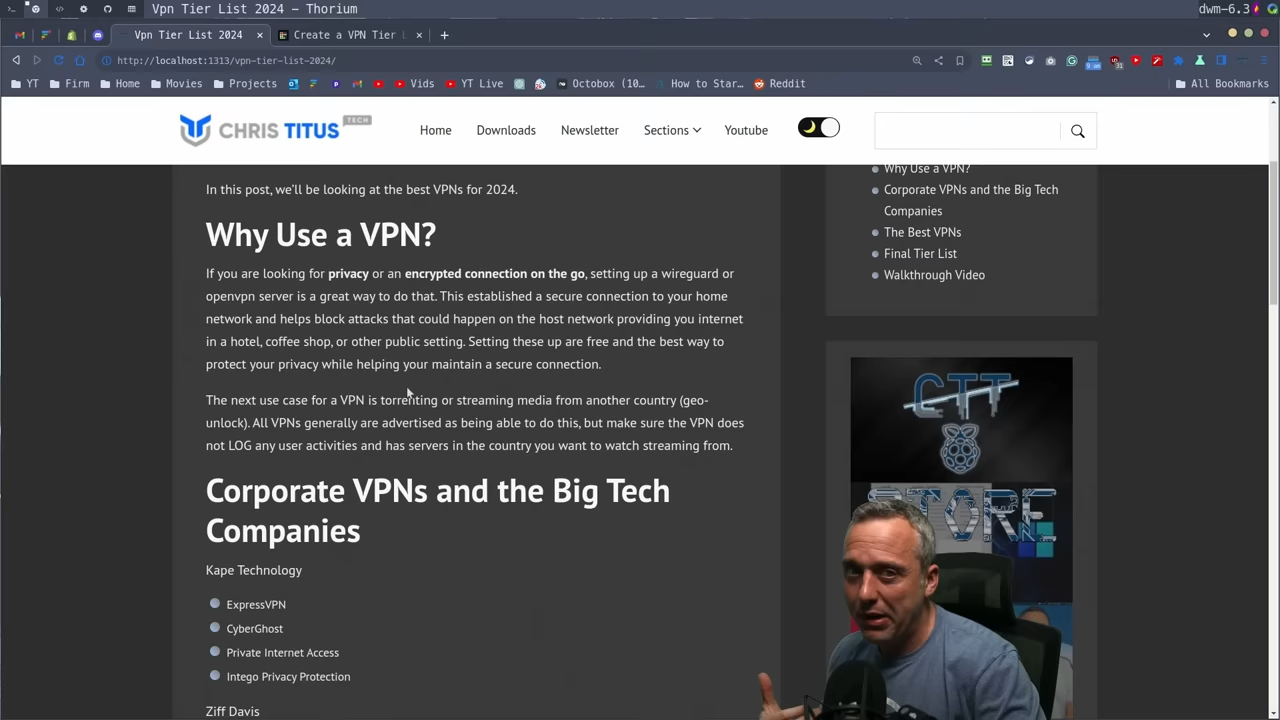 Vpn Tier List 2024 – Thorium
dwm-6.3
Vpn Tier List 2024
Create a VPN Tier L
http://localhost:1313/vpn-tier-list-2024/
YT
Firm
Home
Movies
Projects
Vids
YT Live
Octobox (10…
How to Star…
Reddit
All Bookmarks
CHRIS TITUS TECH
Home
Downloads
Newsletter
Sections
Youtube
In this post, we'll be looking at the best VPNs for 2024.
Why Use a VPN?
If you are looking for privacy or an encrypted connection on the go, setting up a wireguard or
openvpn server is a great way to do that. This established a secure connection to your home
network and helps block attacks that could happen on the host network providing you internet
in a hotel, coffee shop, or other public setting. Setting these up are free and the best way to
protect your privacy while helping your maintain a secure connection.
The next use case for a VPN is torrenting or streaming media from another country (geo-
unlock). All VPNs generally are advertised as being able to do this, but make sure the VPN does
not LOG any user activities and has servers in the country you want to watch streaming from.
Corporate VPNs and the Big Tech
Companies
Kape Technology
ExpressVPN
CyberGhost
Private Internet Access
Intego Privacy Protection
Ziff Davis
Why Use a VPN?
Corporate VPNs and the Big Tech
Companies
The Best VPNs
Final Tier List
Walkthrough Video
CTT
STORE